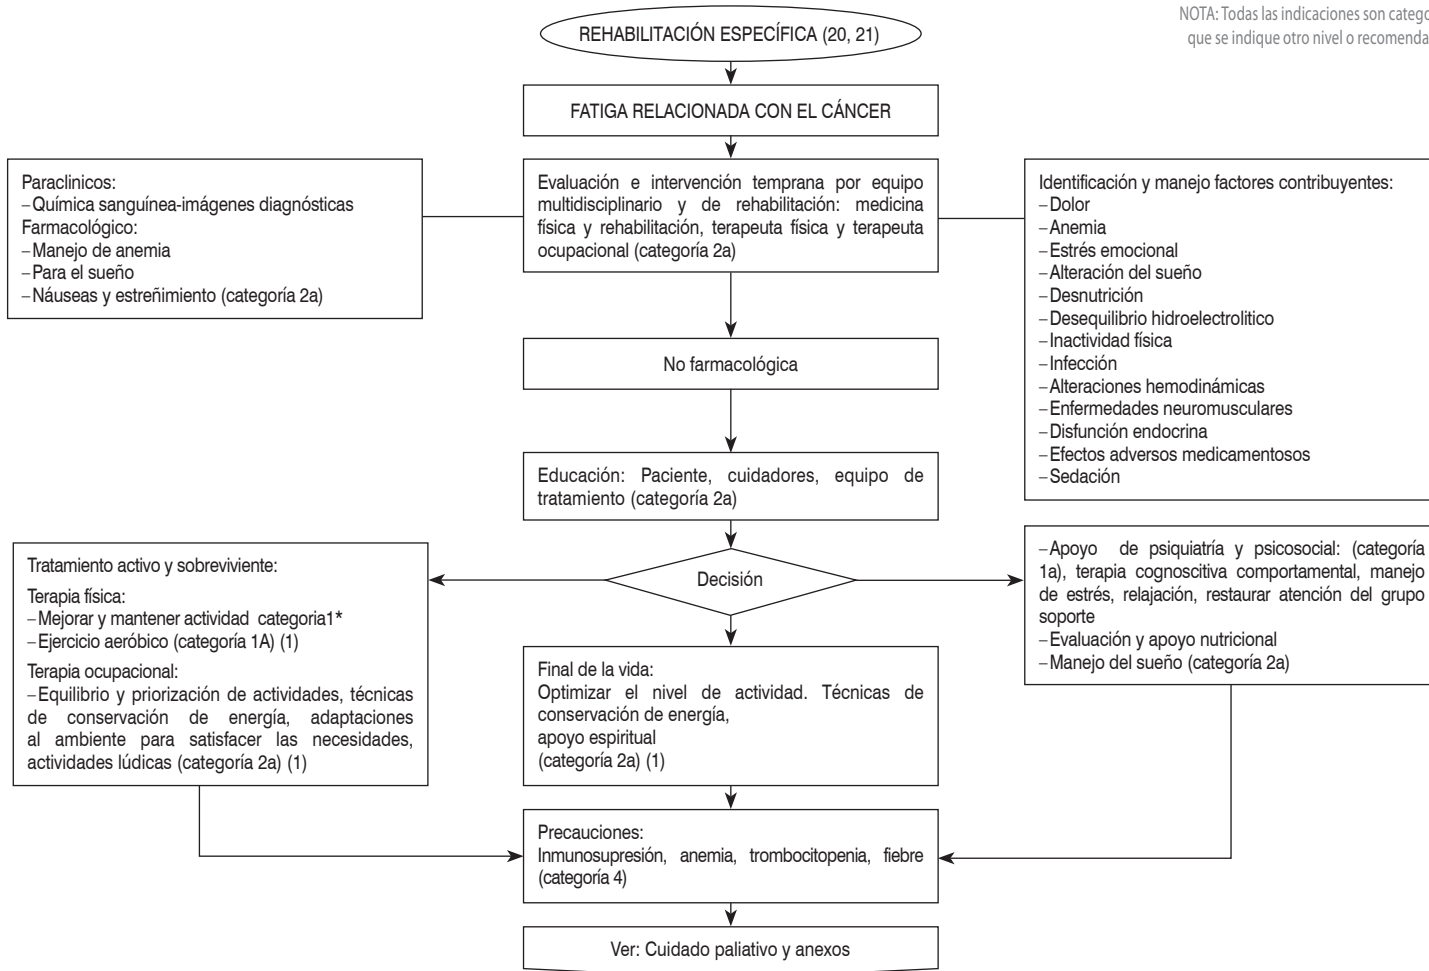 NOTA: Todas las indicaciones son
que se indique otro nivel o
REHABILITACIÓN ESPECÍFICA (20, 21)
FATIGA RELACIONADA CON EL CÁNCER
Paraclinicos:
–Química sanguínea-imágenes diagnósticas
Farmacológico:
–Manejo de anemia
–Para el sueño
–Náuseas y estreñimiento (categoría 2a)
Evaluación e intervención temprana por equipo
multidisciplinario y de rehabilitación: medicina
física y rehabilitación, terapeuta física y terapeuta
ocupacional (categoría 2a)
Identificación y manejo factores contribuyentes:
–Dolor
–Anemia
–Estrés emocional
–Alteración del sueño
–Desnutrición
–Desequilibrio hidroelectrolitico
–Inactividad física
–Infección
–Alteraciones hemodinámicas
–Enfermedades neuromusculares
–Disfunción endocrina
–Efectos adversos medicamentosos
–Sedación
No farmacológica
Educación: Paciente, cuidadores, equipo de
tratamiento (categoría 2a)
Decisión
Tratamiento activo y sobreviviente:
Terapia física:
–Mejorar y mantener actividad categoria1*
–Ejercicio aeróbico (categoría 1A) (1)
Terapia ocupacional:
–Equilibrio y priorización de actividades, técnicas
de conservación de energía, adaptaciones
al ambiente para satisfacer las necesidades,
actividades lúdicas (categoría 2a) (1)
Final de la vida:
Optimizar el nivel de actividad. Técnicas de
conservación de energía,
apoyo espiritual
(categoría 2a) (1)
–Apoyo de psiquiatría y psicosocial: (categoría
1a), terapia cognoscitiva comportamental, manejo
de estrés, relajación, restaurar atención del grupo
soporte
–Evaluación y apoyo nutricional
–Manejo del sueño (categoría 2a)
Precauciones:
Inmunosupresión, anemia, trombocitopenia, fiebre
(categoría 4)
Ver: Cuidado paliativo y anexos